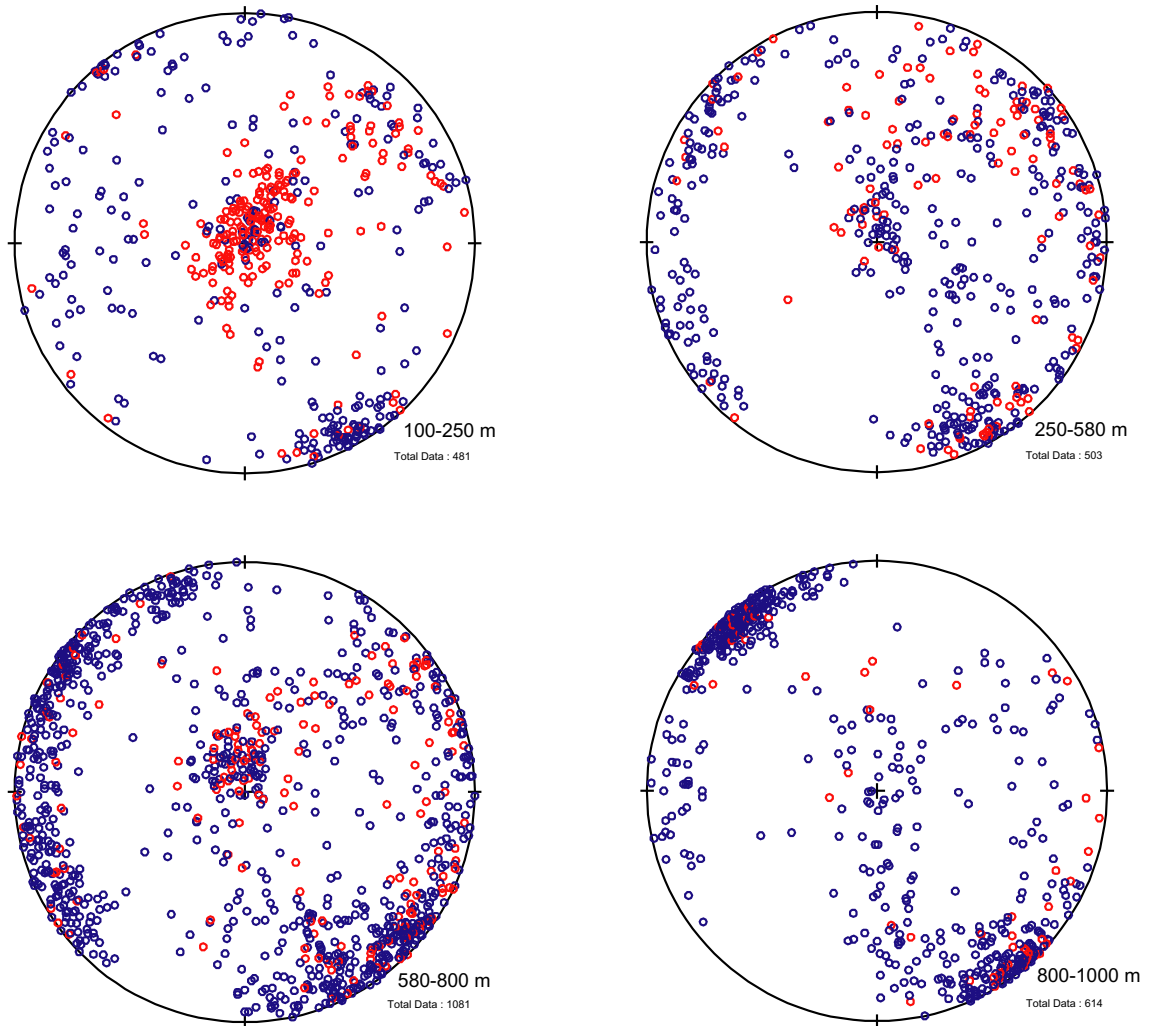 100-250 m
Total Data : 481
250-580 m
Total Data : 503
580-800 m
Total Data : 1081
800-1000 m
Total Data : 614